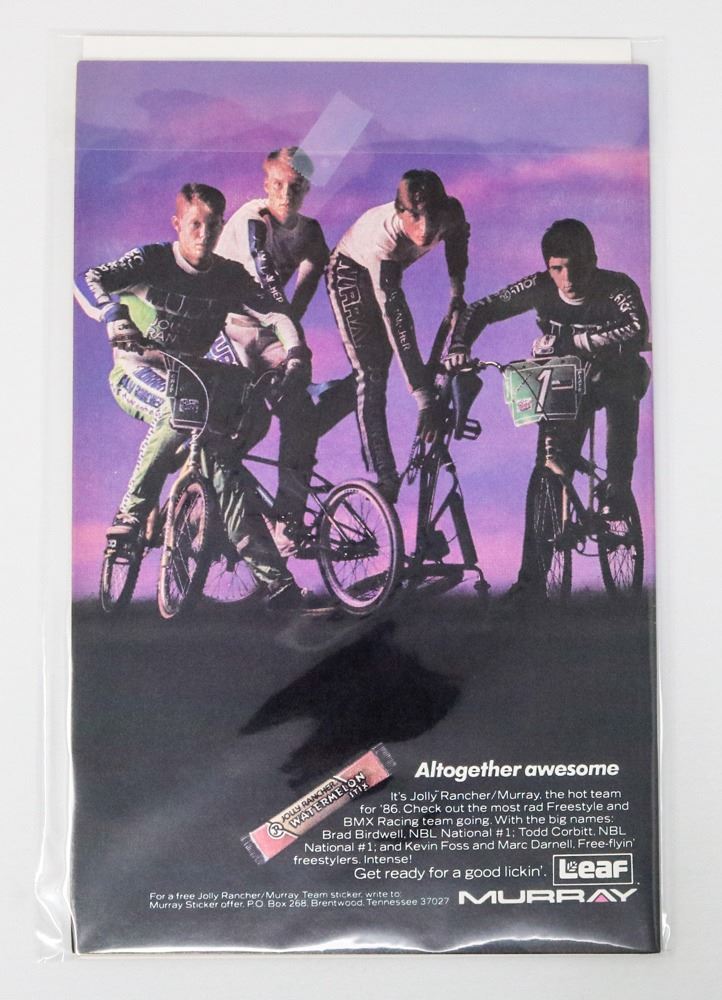 MURRA
1
JOLLY RANCHER
WATERMELON
STIX
Altogether awesome
It's Jolly Rancher/Murray, the hot team
for '86. Check out the most rad Freestyle and
BMX Racing team going. With the big names:
Brad Birdwell, NBL National #1; Todd Corbitt, NBL
National #1; and Kevin Foss and Marc Darnell, Free-flyin'
freestylers. Intense!
Get ready for a good lickin'.
Leaf
For a free Jolly Rancher/Murray Team sticker, write to:
Murray Sticker offer, P.O. Box 268, Brentwood, Tennessee 37027
MURRAY